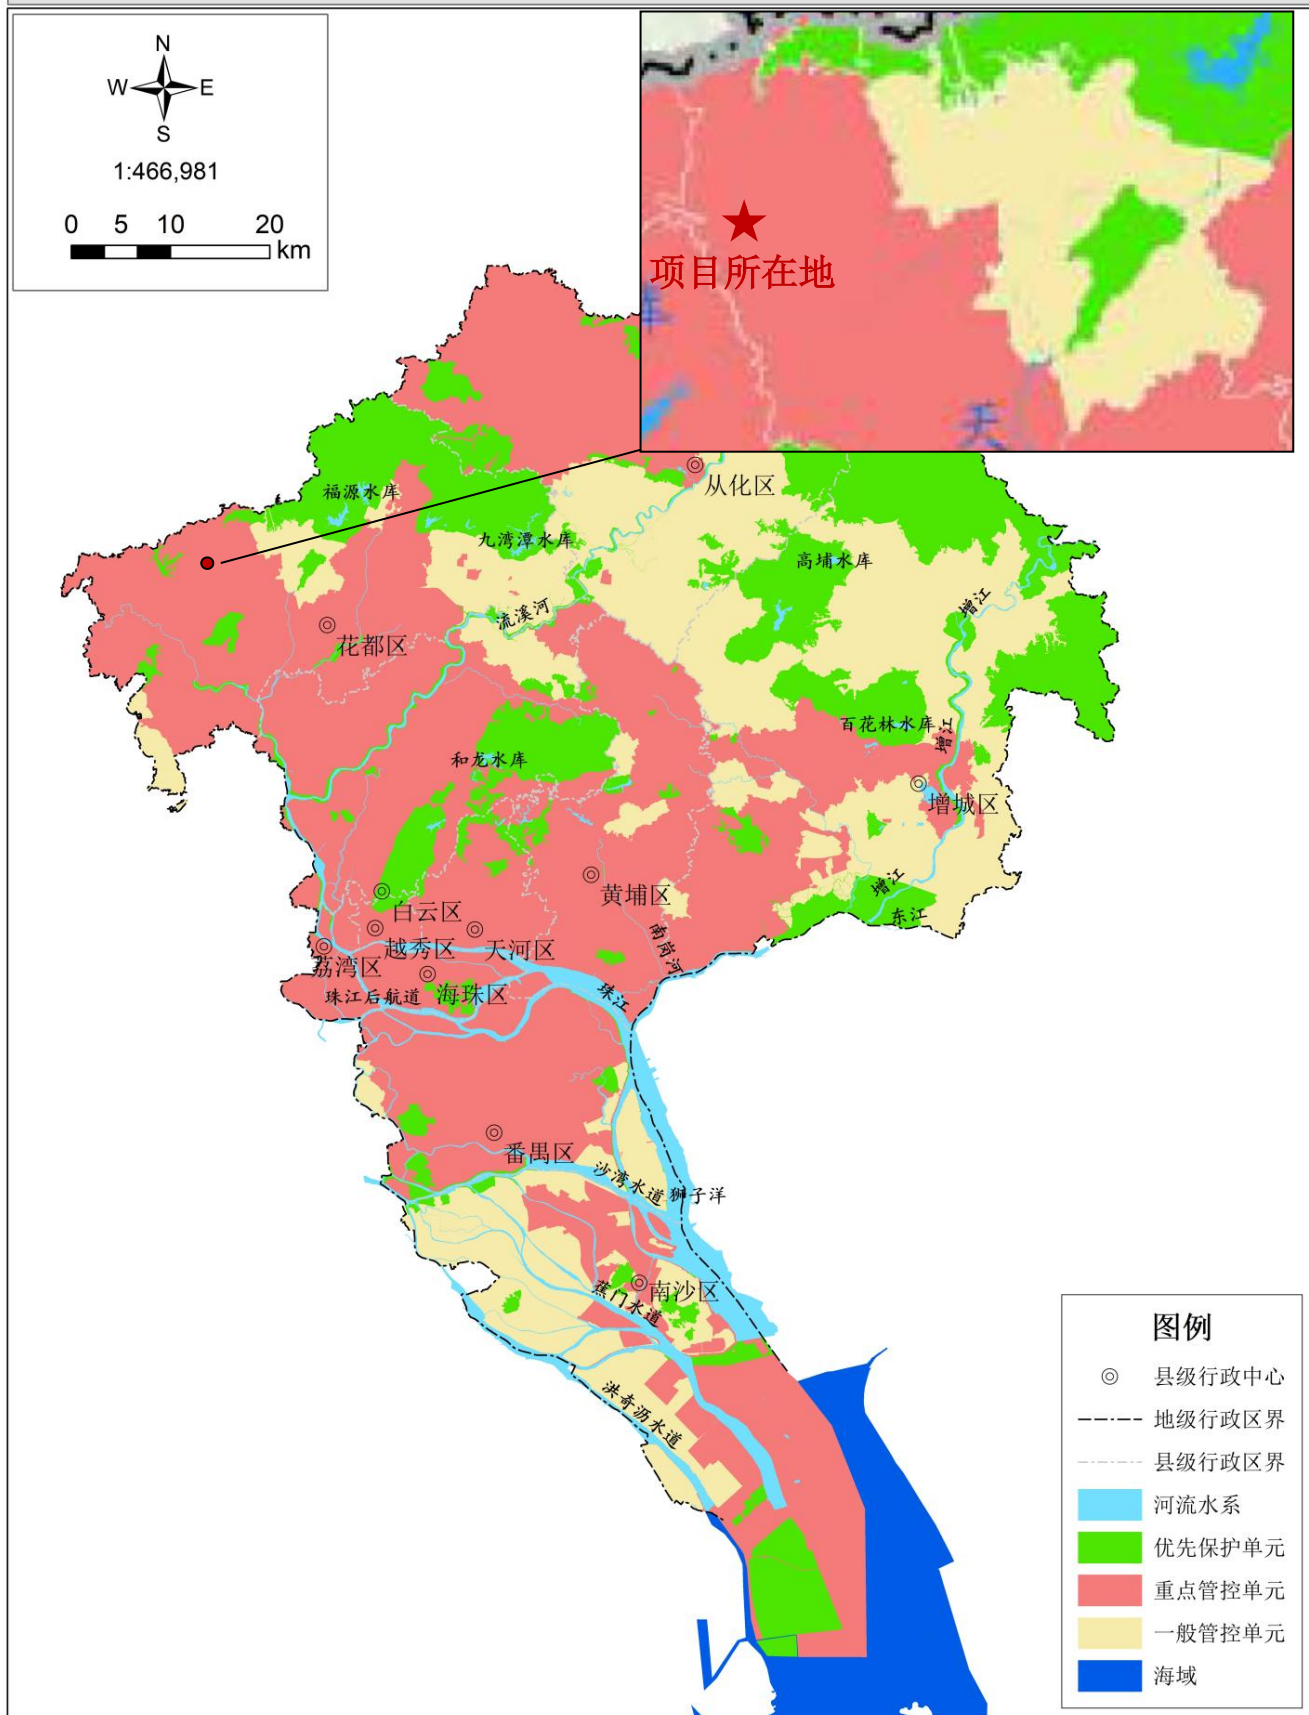 N
W E
S
1:466,981
0 5 10 20
km
项目所在地
天
从化区
福源水库
九湾潭水库
高埔水库
增江
流溪河
花都区
百花林水库
增江
和龙水库
增城区
黄埔区
增江
白云区
东江
越秀区
天河区
南岗河
荔湾区
海珠区
珠江后航道
珠江
番禺区
沙湾水道
狮子洋
南沙区
蕉门水道
洪奇沥水道
图例
县级行政中心
地级行政区界
县级行政区界
河流水系
优先保护单元
重点管控单元
一般管控单元
海域